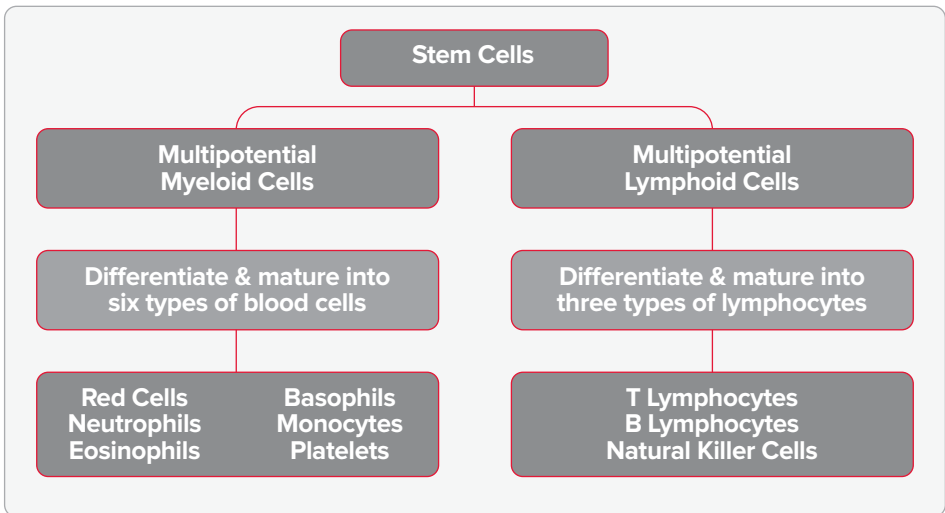 Stem Cells
Multipotential
Myeloid Cells
Multipotential
Lymphoid Cells
Differentiate & mature into
six types of blood cells
Differentiate & mature into
three types of lymphocytes
Red Cells
Neutrophils
Eosinophils
Basophils
Monocytes
Platelets
T Lymphocytes
B Lymphocytes
Natural Killer Cells